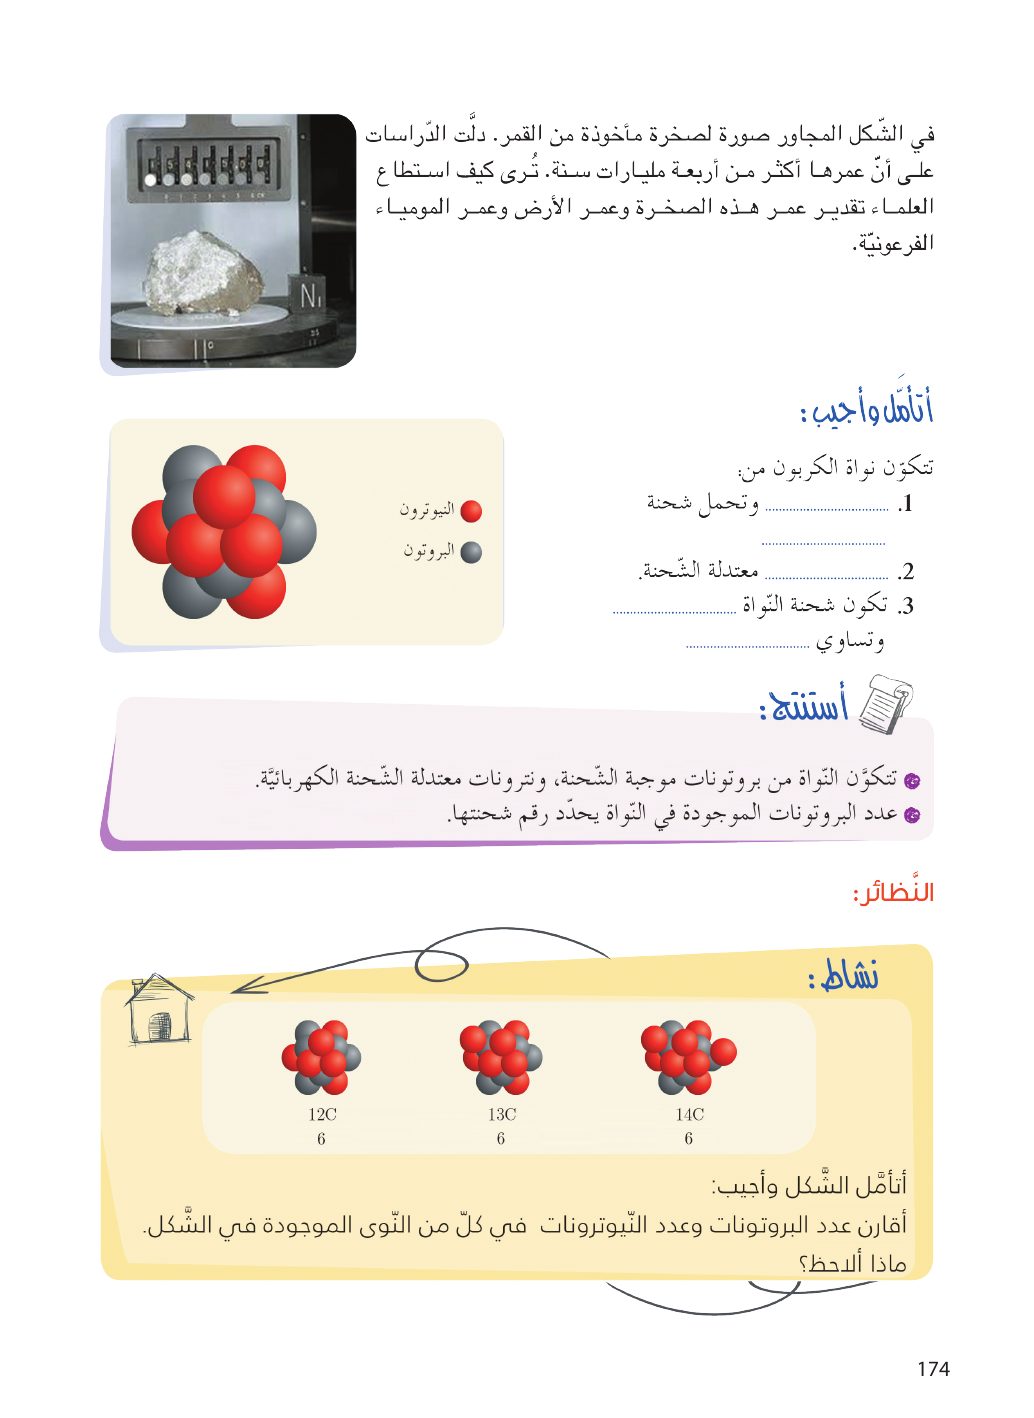 في الشّكل المجاور صورة لصخرة مأخوذة من القمر. دلَّت الدّراسات
على أنّ عمرها أكثر من أربعة مليارات سنة. تُرى كيف استطاع
العلماء تقدير عمر هذه الصخرة وعمر الأرض وعمر المومياء
الفرعونيّة.
N1
أتأمَّل وأجيب:
تتكوّن نواة الكربون من:
1. ................................ وتحمل شحنة
................................
2. ................................ معتدلة الشّحنة.
3. تكون شحنة النّواة ................................
وتساوي ................................
النيوترون
البروتون
أستنتج:
تتكوَّن النّواة من بروتونات موجبة الشّحنة، ونترونات معتدلة الشّحنة الكهربائيَّة.
عدد البروتونات الموجودة في النّواة يحدّد رقم شحنتها.
النَّظائر:
نشاط:
12C 13C 14C
6 6 6
أتأمَّل الشَّكل وأجيب:
أقارن عدد البروتونات وعدد النّيوترونات في كلّ من النّوى الموجودة في الشَّكل.
ماذا ألاحظ؟
174